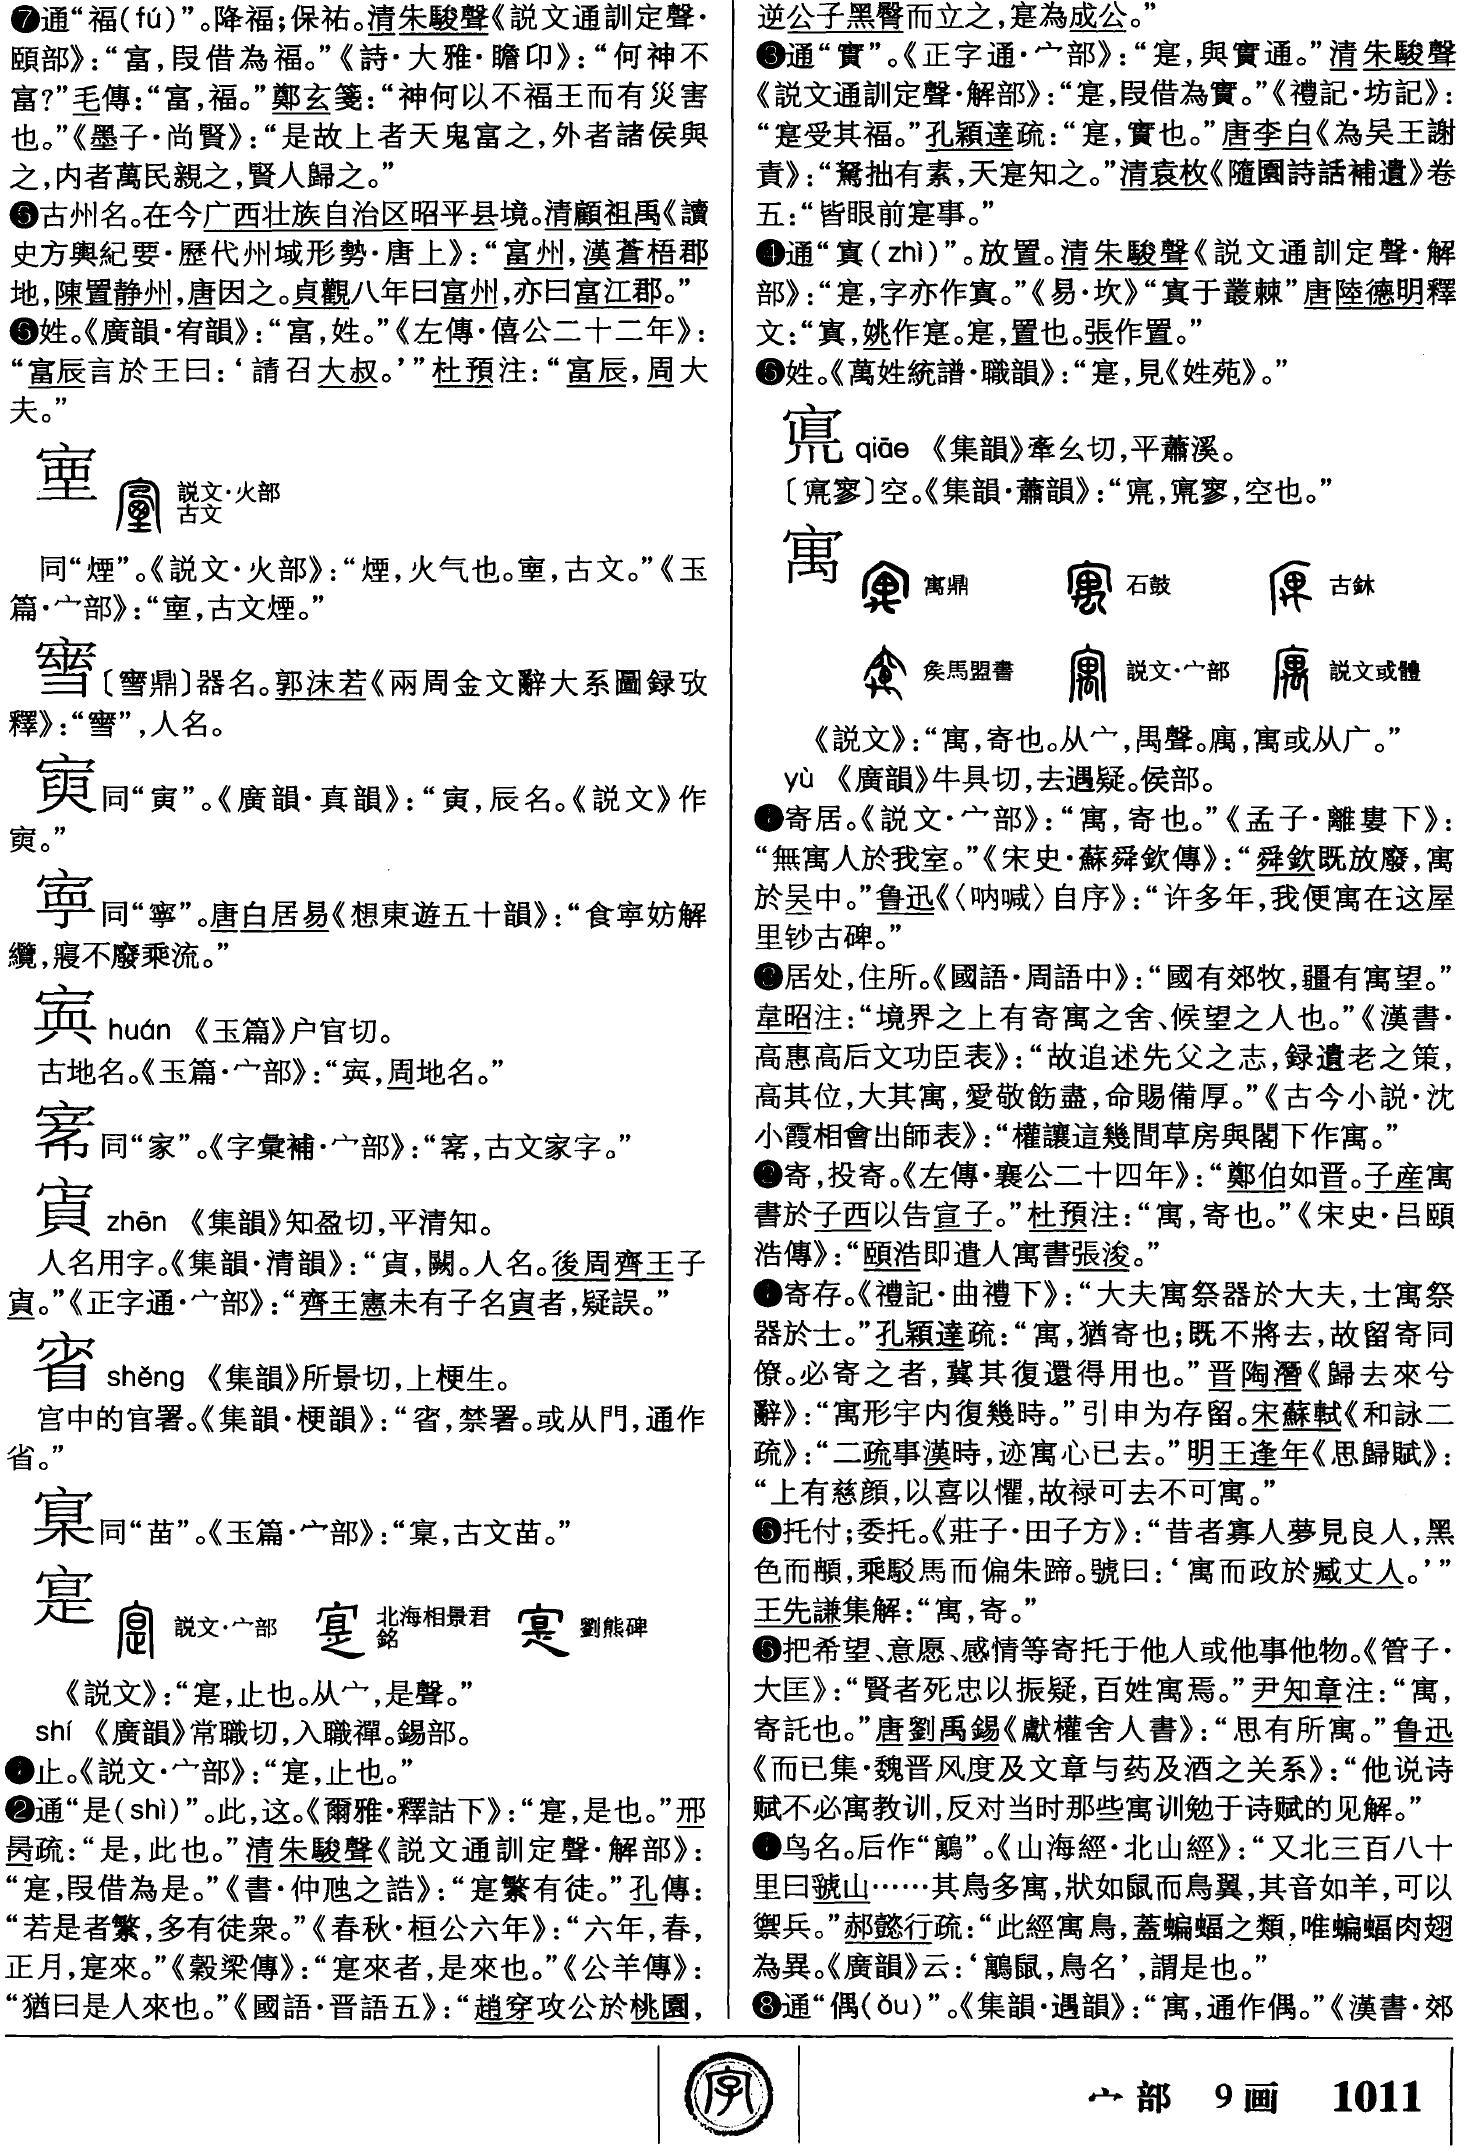 ❼通“福(fú)”。降福;保祐。清朱駿聲《説文通訓定聲·
頤部》:“富,叚借為福。”《詩·大雅·瞻卬》:“何神不
富?”毛傳:“富,福。”鄭玄箋:“神何以不福王而有災害
也。”《墨子·尚賢》:“是故上者天鬼富之,外者諸侯與
之,内者萬民親之,賢人歸之。”
❽古州名。在今广西壮族自治区昭平县境。清顧祖禹《讀
史方輿紀要·歷代州域形勢·唐上》:“富州,漢蒼梧郡
地,陳置静州,唐因之。貞觀八年曰富州,亦曰富江郡。”
❾姓。《廣韻·宥韻》:“富,姓。”《左傳·僖公二十二年》:
“富辰言於王曰:‘請召大叔。’”杜預注:“富辰,周大
夫。”
説文·火部
古文
同“煙”。《説文·火部》:“煙,火气也。𡨾,古文。”《玉
篇·宀部》:“𡨾,古文煙。”
〔鼎〕器名。郭沫若《兩周金文辭大系圖録攷
釋》:“”,人名。
同“寅”。《廣韻·真韻》:“寅,辰名。《説文》作
。”
同“寧”。唐白居易《想東遊五十韻》:“食寧妨解
纜,寢不廢乘流。”
huán 《玉篇》户官切。
古地名。《玉篇·宀部》:“,周地名。”
同“家”。《字彙補·宀部》:“,古文家字。”
寊 zhēn 《集韻》知盈切,平清知。
人名用字。《集韻·清韻》:“寊,闕。人名。後周齊王子
寊。”《正字通·宀部》:“齊王憲未有子名寊者,疑誤。”
shěng 《集韻》所景切,上梗生。
宫中的官署。《集韻·梗韻》:“,禁署。或从門,通作
省。”
同“苗”。《玉篇·宀部》:“,古文苗。”
寔 説文·宀部 北海相景君銘 劉熊碑
《説文》:“寔,止也。从宀,是聲。”
shí 《廣韻》常職切,入職禪。錫部。
❶止。《説文·宀部》:“寔,止也。”
❷通“是(shì)”。此,这。《爾雅·釋詁下》:“寔,是也。”邢
昺疏:“是,此也。”清朱駿聲《説文通訓定聲·解部》:
“寔,叚借為是。”《書·仲虺之誥》:“寔繁有徒。”孔傳:
“若是者繁,多有徒衆。”《春秋·桓公六年》:“六年,春,
正月,寔來。”《穀梁傳》:“寔來者,是來也。”《公羊傳》:
“猶曰是人來也。”《國語·晋語五》:“趙穿攻公於桃園,
逆公子黑臀而立之,寔為成公。”
❸通“實”。《正字通·宀部》:“寔,與實通。”清朱駿聲
《説文通訓定聲·解部》:“寔,叚借為實。”《禮記·坊記》:
“寔受其福。”孔穎達疏:“寔,實也。”唐李白《為吴王謝
責》:“駑拙有素,天寔知之。”清袁枚《隨園詩話補遺》卷
五:“皆眼前寔事。”
❹通“寘(zhì)”。放置。清朱駿聲《説文通訓定聲·解
部》:“寔,字亦作寘。”《易·坎》“寘于叢棘”唐陸德明釋
文:“寘,姚作寔。寔,置也。張作置。”
❺姓。《萬姓統譜·職韻》:“寔,見《姓苑》。”
qiāo 《集韻》牽幺切,平蕭溪。
〔寥〕空。《集韻·蕭韻》:“,寥,空也。”
寓 寓鼎 石鼓 古鉥
侯馬盟書 説文·宀部 説文或體
《説文》:“寓,寄也。从宀,禺聲。庽,寓或从广。”
yù 《廣韻》牛具切,去遇疑。侯部。
❶寄居。《説文·宀部》:“寓,寄也。”《孟子·離婁下》:
“無寓人於我室。”《宋史·蘇舜欽傳》:“舜欽既放廢,寓
於吴中。”鲁迅《〈呐喊〉自序》:“许多年,我便寓在这屋
里钞古碑。”
❷居处,住所。《國語·周語中》:“國有郊牧,疆有寓望。”
韋昭注:“境界之上有寄寓之舍、候望之人也。”《漢書·
高惠高后文功臣表》:“故追述先父之志,録遺老之策,
高其位,大其寓,愛敬飭盡,命賜備厚。”《古今小説·沈
小霞相會出師表》:“權讓這幾間草房與閣下作寓。”
❸寄,投寄。《左傳·襄公二十四年》:“鄭伯如晋。子産寓
書於子西以告宣子。”杜預注:“寓,寄也。”《宋史·吕頤
浩傳》:“頤浩即遣人寓書張浚。”
❹寄存。《禮記·曲禮下》:“大夫寓祭器於大夫,士寓祭
器於士。”孔穎達疏:“寓,猶寄也;既不將去,故留寄同
僚。必寄之者,冀其復還得用也。”晋陶潛《歸去來兮
辭》:“寓形宇内復幾時。”引申为存留。宋蘇軾《和詠二
疏》:“二疏事漢時,迹寓心已去。”明王逢年《思歸賦》:
“上有慈顔,以喜以懼,故禄可去不可寓。”
❺托付;委托。《莊子·田子方》:“昔者寡人夢見良人,黑
色而䫇,乘駁馬而偏朱蹄。號曰:‘寓而政於臧丈人。’”
王先謙集解:“寓,寄。”
❻把希望、意愿、感情等寄托于他人或他事他物。《管子·
大匡》:“賢者死忠以振疑,百姓寓焉。”尹知章注:“寓,
寄託也。”唐劉禹錫《獻權舍人書》:“思有所寓。”鲁迅
《而已集·魏晋风度及文章与药及酒之关系》:“他说诗
赋不必寓教训,反对当时那些寓训勉于诗赋的见解。”
❼鸟名。后作“鸆”。《山海經·北山經》:“又北三百八十
里曰虢山……其鳥多寓,狀如鼠而鳥翼,其音如羊,可以
禦兵。”郝懿行疏:“此經寓鳥,蓋蝙蝠之類,唯蝙蝠肉翅
為異。《廣韻》云:‘鼠,鳥名’,謂是也。”
❽通“偶(ǒu)”。《集韻·遇韻》:“寓,通作偶。”《漢書·郊
字
宀部 9画 1011